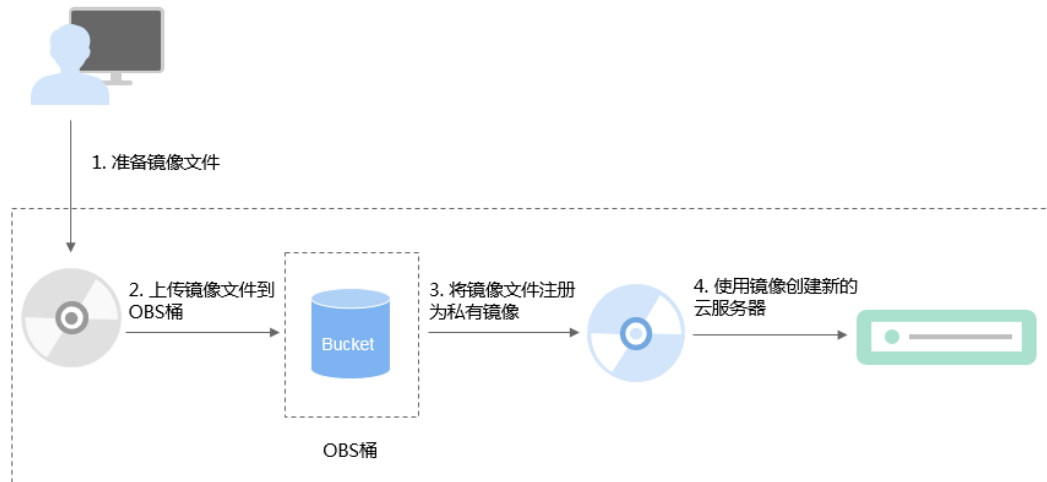 1. 准备镜像文件
2. 上传镜像文件到
OBS桶
Bucket
3. 将镜像文件注册
为私有镜像
4. 使用镜像创建新的
云服务器
OBS桶